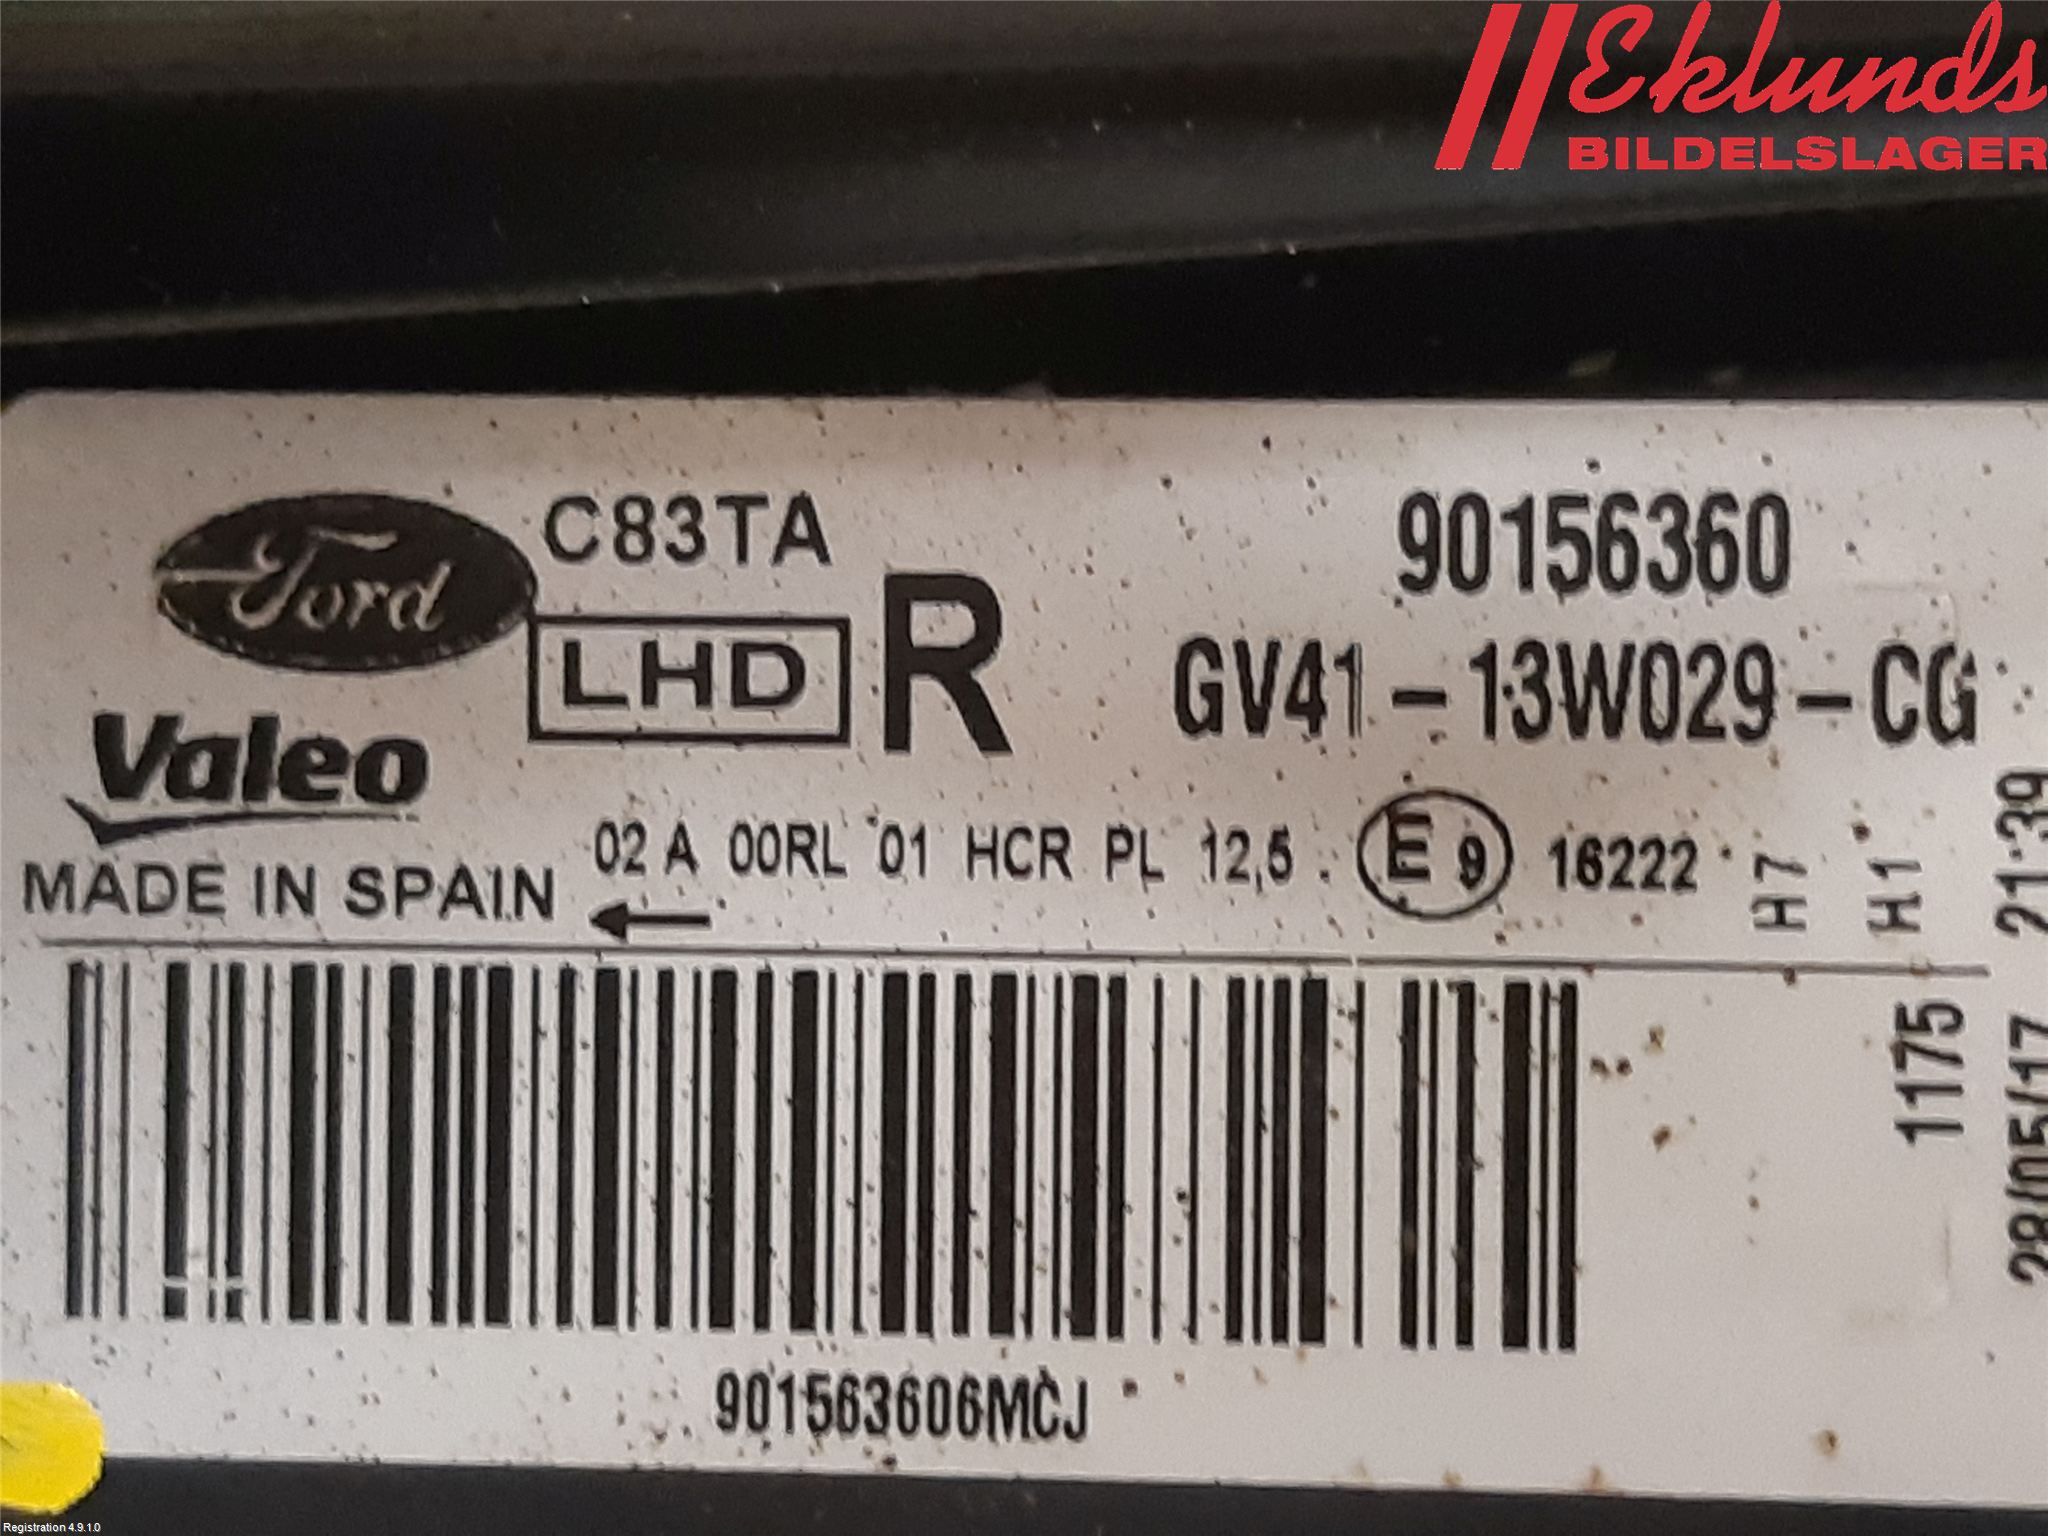 Eklunds
BILDELSLAGER
Ford
C83TA
90156360
LHD
R
GV41-13W029-CG
Valeo
MADE IN SPAIN
02 A 00RL 01 HCR PL 12,5 . E 9 16222
H7
H1
21:39
1175
28/05/17
901563606MCJ
Registration 4.9.1.0